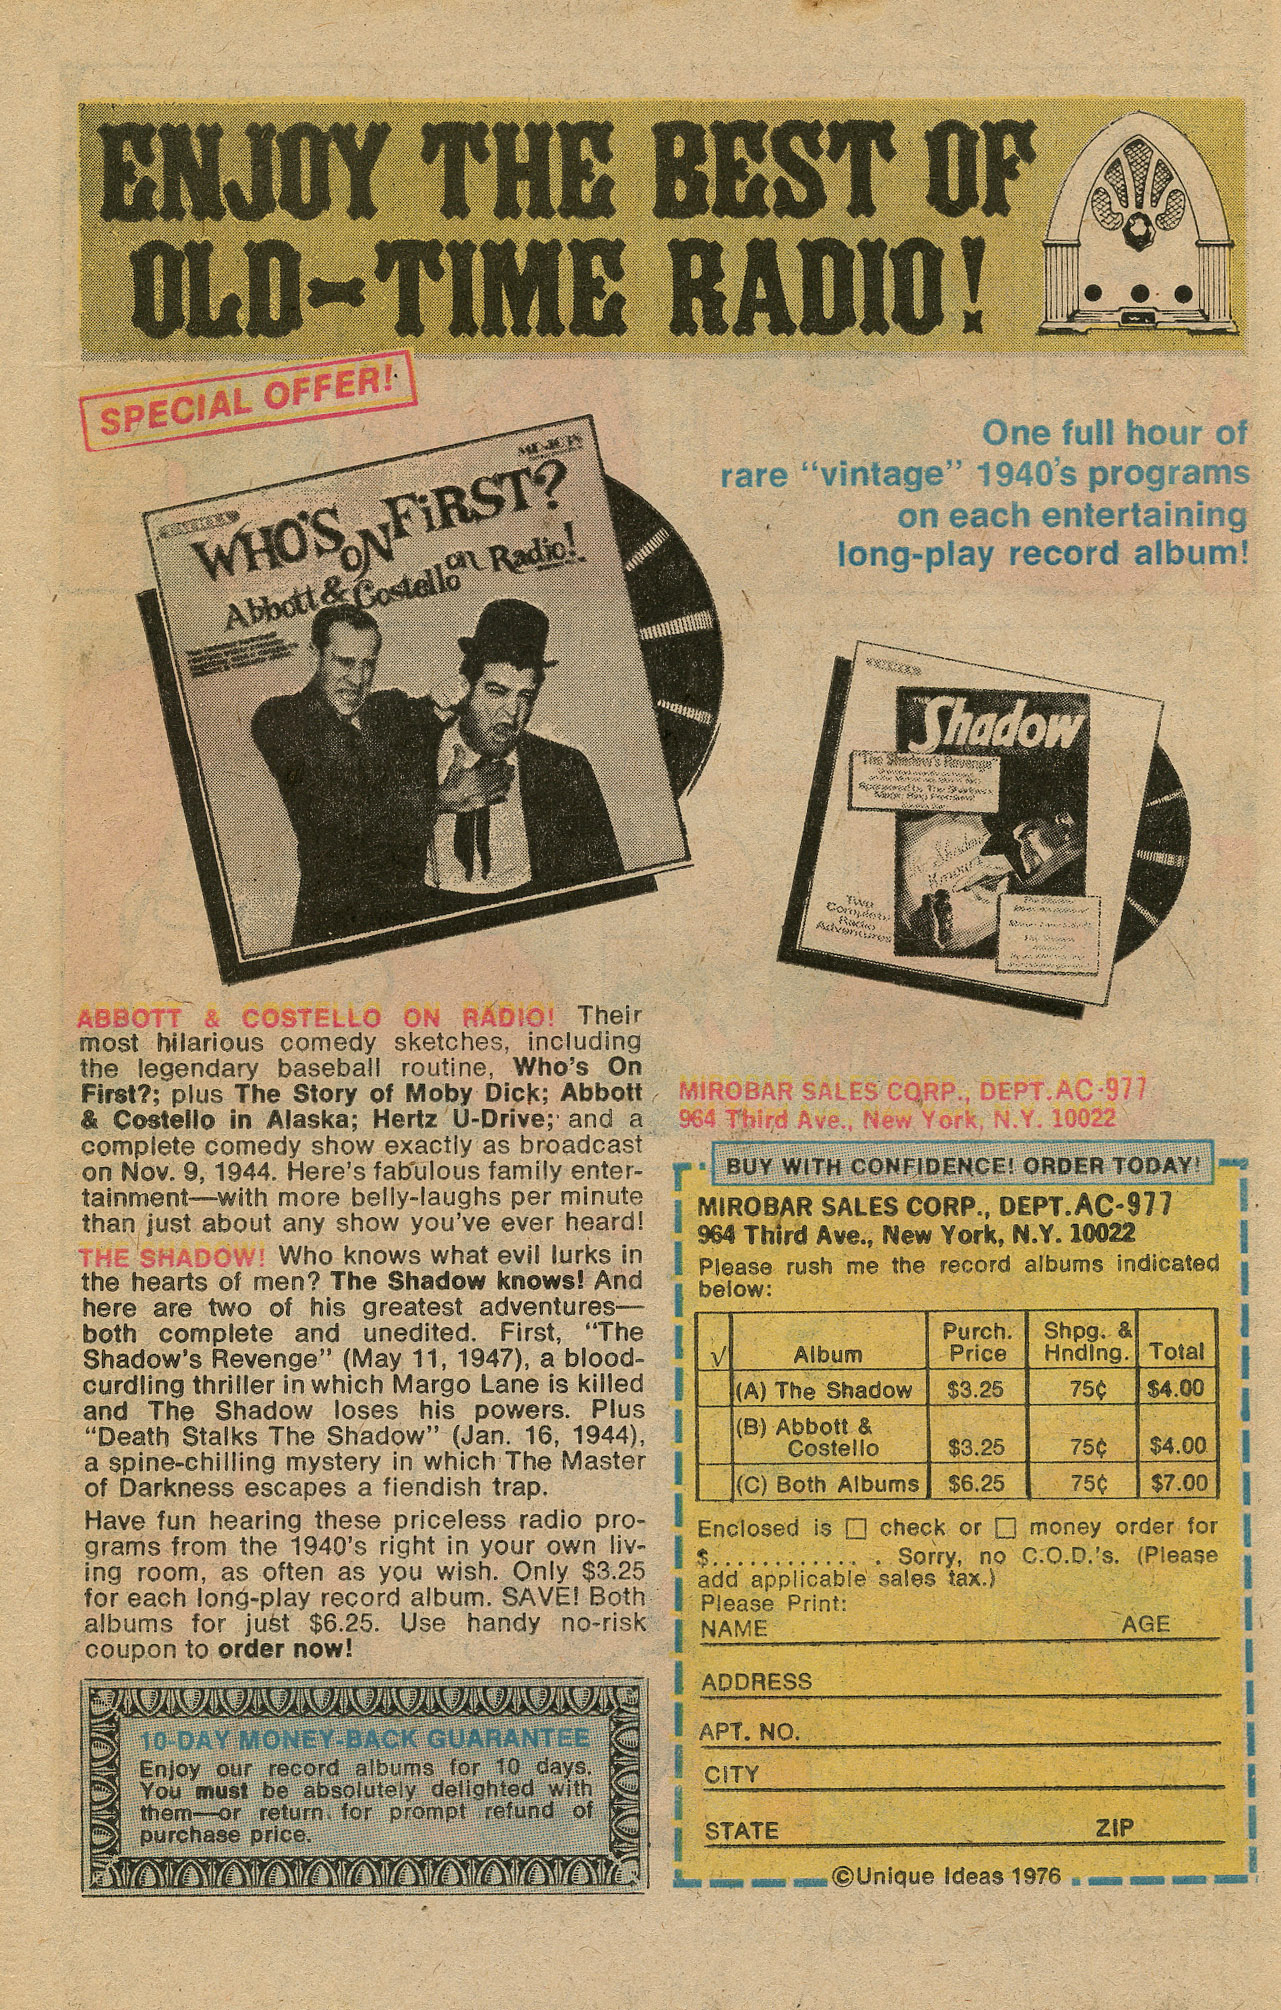 ENJOY THE BEST OF
OLD-TIME RADIO!
SPECIAL OFFER!
WHO'S ON FIRST?
Abbott & Costello on Radio!
One full hour of
rare "vintage" 1940's programs
on each entertaining
long-play record album!
The Shadow
"The Shadow's Revenge"
Two
Complete
Radio
Adventures
ABBOTT & COSTELLO ON RADIO! Their
most hilarious comedy sketches, including
the legendary baseball routine, Who's On
First?; plus The Story of Moby Dick; Abbott
& Costello in Alaska; Hertz U-Drive; and a
complete comedy show exactly as broadcast
on Nov. 9, 1944. Here's fabulous family enter-
tainment—with more belly-laughs per minute
than just about any show you've ever heard!
THE SHADOW! Who knows what evil lurks in
the hearts of men? The Shadow knows! And
here are two of his greatest adventures—
both complete and unedited. First, "The
Shadow's Revenge" (May 11, 1947), a blood-
curdling thriller in which Margo Lane is killed
and The Shadow loses his powers. Plus
"Death Stalks The Shadow" (Jan. 16, 1944),
a spine-chilling mystery in which The Master
of Darkness escapes a fiendish trap.
Have fun hearing these priceless radio pro-
grams from the 1940's right in your own liv-
ing room, as often as you wish. Only $3.25
for each long-play record album. SAVE! Both
albums for just $6.25. Use handy no-risk
coupon to order now!
10-DAY MONEY-BACK GUARANTEE
Enjoy our record albums for 10 days.
You must be absolutely delighted with
them—or return for prompt refund of
purchase price.
MIROBAR SALES CORP., DEPT. AC-977
964 Third Ave., New York, N.Y. 10022
BUY WITH CONFIDENCE! ORDER TODAY!
MIROBAR SALES CORP., DEPT. AC-977
964 Third Ave., New York, N.Y. 10022
Please rush me the record albums indicated
below:
√ Album Purch. Price Shpg. & Hndlng. Total
(A) The Shadow $3.25 75¢ $4.00
(B) Abbott & Costello $3.25 75¢ $4.00
(C) Both Albums $6.25 75¢ $7.00
Enclosed is □ check or □ money order for
$............. Sorry, no C.O.D.'s. (Please
add applicable sales tax.)
Please Print:
NAME AGE
ADDRESS
APT. NO.
CITY
STATE ZIP
©Unique Ideas 1976